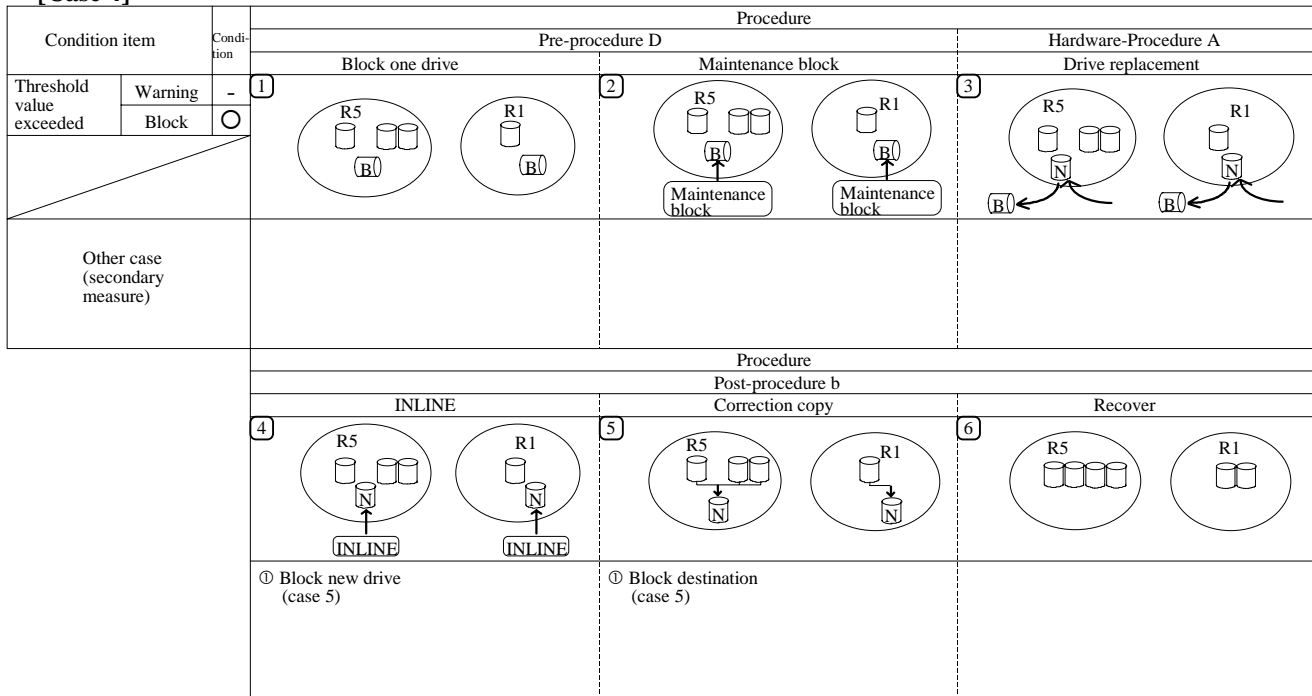 [Case 4]
Condition item
Condi-
tion
Procedure
Pre-procedure D
Hardware-Procedure A
Block one drive
Maintenance block
Drive replacement
Threshold
value
exceeded
Warning
-
Block
○
1
R5
B
R1
B
2
R5
B
Maintenance
block
R1
B
Maintenance
block
3
R5
N
B
R1
N
B
Other case
(secondary
measure)
Procedure
Post-procedure b
INLINE
Correction copy
Recover
4
R5
N
INLINE
R1
N
INLINE
5
R5
N
R1
N
6
R5
R1
① Block new drive
(case 5)
① Block destination
(case 5)